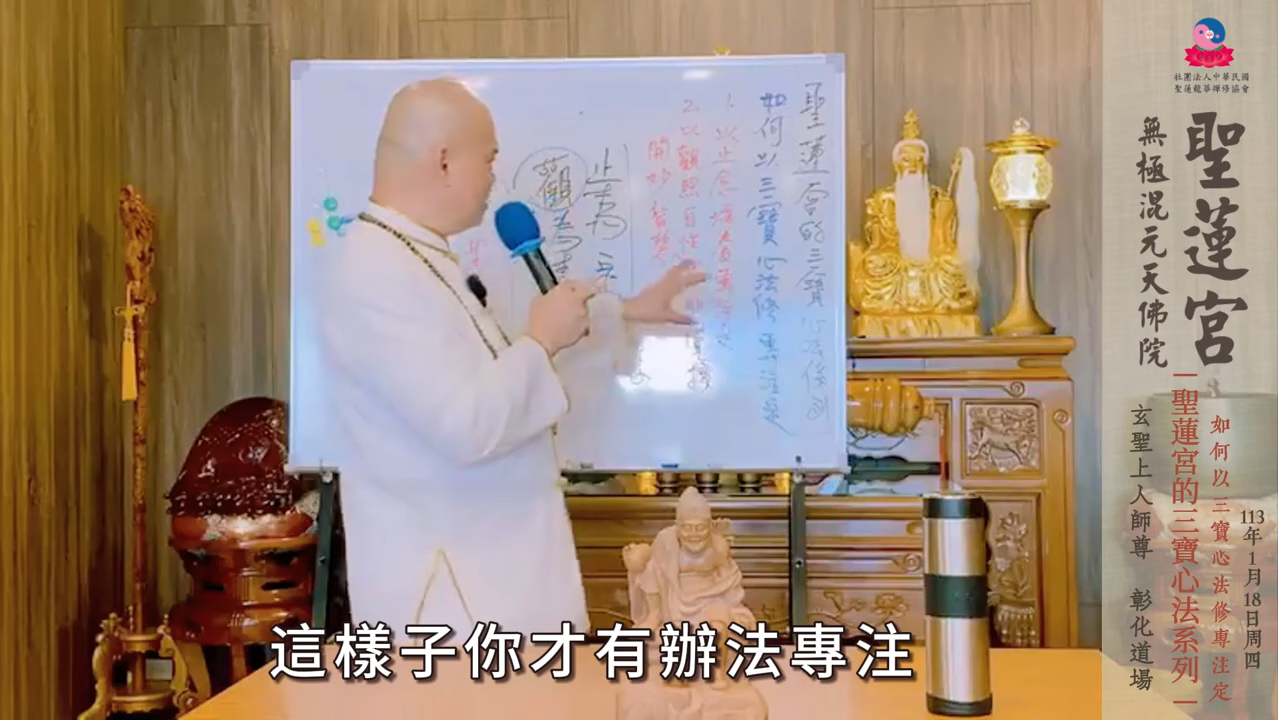 社團法人中華民國
聖蓮龍華禪修協會
聖蓮宮
無極混元天佛院
113年1月18日周四
如何以三寶心法修專注定
聖蓮宮的三寶心法系列
玄聖上人師尊 彰化道場
聖蓮宮的三寶心法係列
如何以三寶心法修專注定
1. 以止念
2. 以觀照自性
開妙智慧
止為定
觀為
這樣子你才有辦法專注